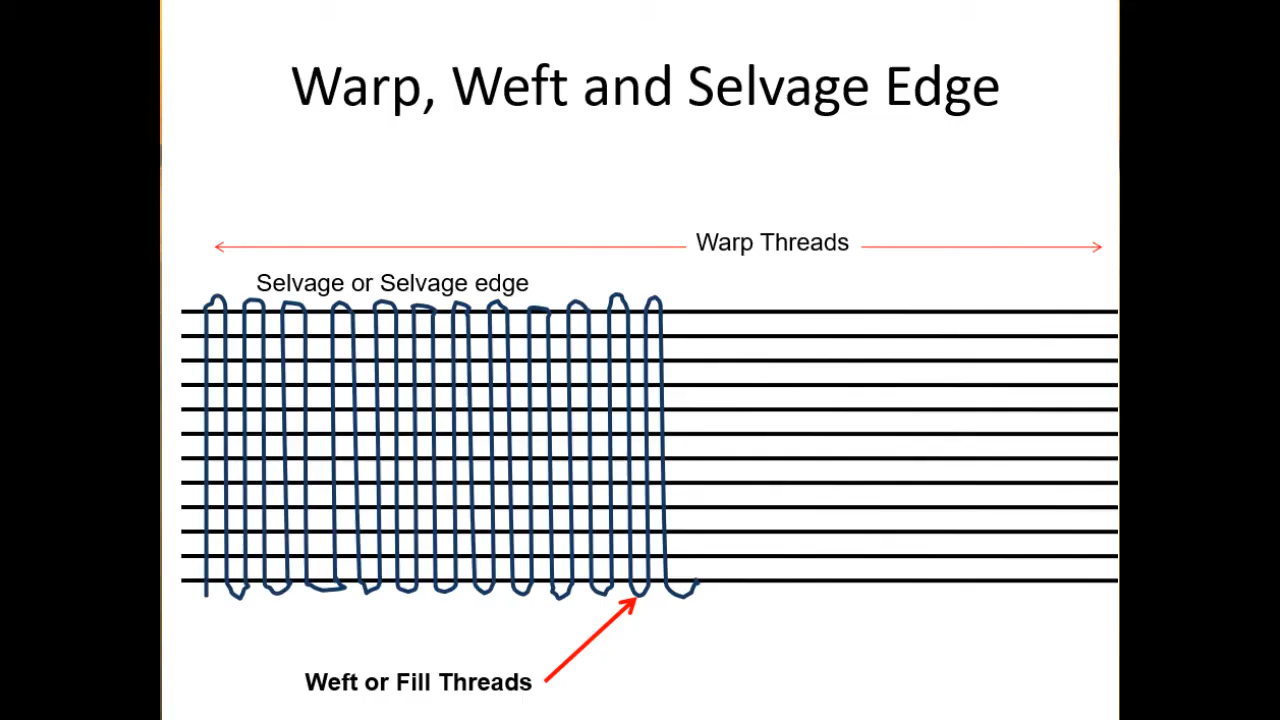 Warp, Weft and Selvage Edge
Warp Threads
Selvage or Selvage edge
Weft or Fill Threads